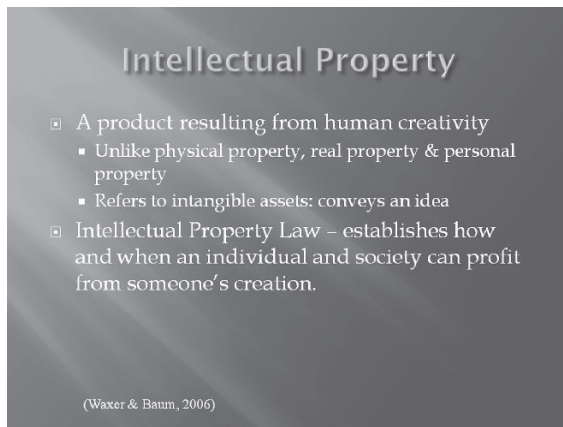 Intellectual Property
A product resulting from human creativity
Unlike physical property, real property & personal
property
Refers to intangible assets: conveys an idea
Intellectual Property Law – establishes how
and when an individual and society can profit
from someone's creation.
(Waxer & Baum, 2006)